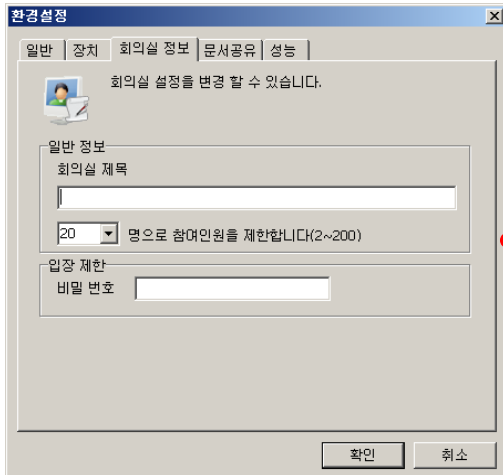 환경설정
일반 장치 회의실 정보 문서공유 성능
회의실 설정을 변경 할 수 있습니다.
일반 정보
회의실 제목
20 명으로 참여인원을 제한합니다(2~200)
입장 제한
비밀 번호
확인 취소